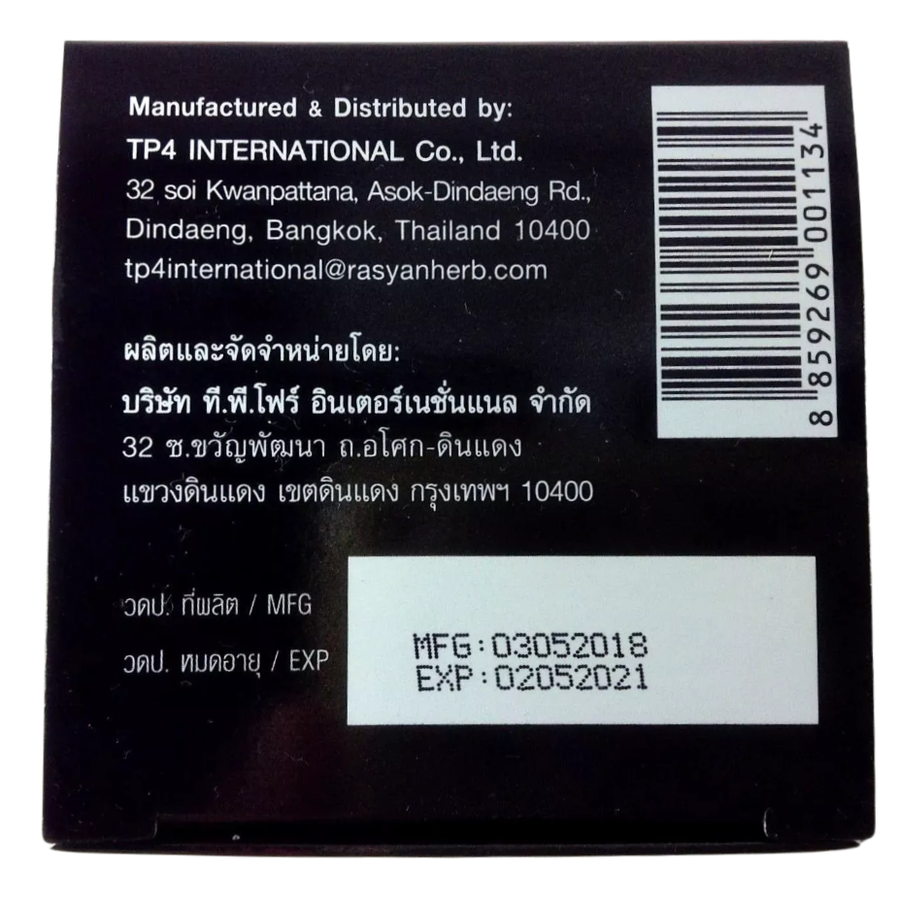 Manufactured & Distributed by:
TP4 INTERNATIONAL Co., Ltd.
32 soi Kwanpattana, Asok-Dindaeng Rd.,
Dindaeng, Bangkok, Thailand 10400
tp4international@rasyanherb.com
ผลิตและจัดจำหน่ายโดย:
บริษัท ที.พี.โฟร์ อินเตอร์เนชั่นแนล จำกัด
32 ซ.ขวัญพัฒนา ถ.อโศก-ดินแดง
แขวงดินแดง เขตดินแดง กรุงเทพฯ 10400
8 859269 001134
วดป. ที่ผลิต / MFG
วดป. หมดอายุ / EXP
MFG:03052018
EXP:02052021